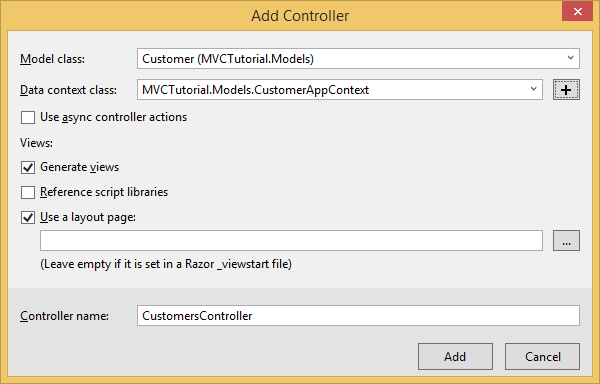 Add Controller
Model class: Customer (MVCTutorial.Models)
Data context class: MVCTutorial.Models.CustomerAppContext +
Use async controller actions
Views:
Generate views
Reference script libraries
Use a layout page:
...
(Leave empty if it is set in a Razor _viewstart file)
Controller name: CustomersController
Add Cancel